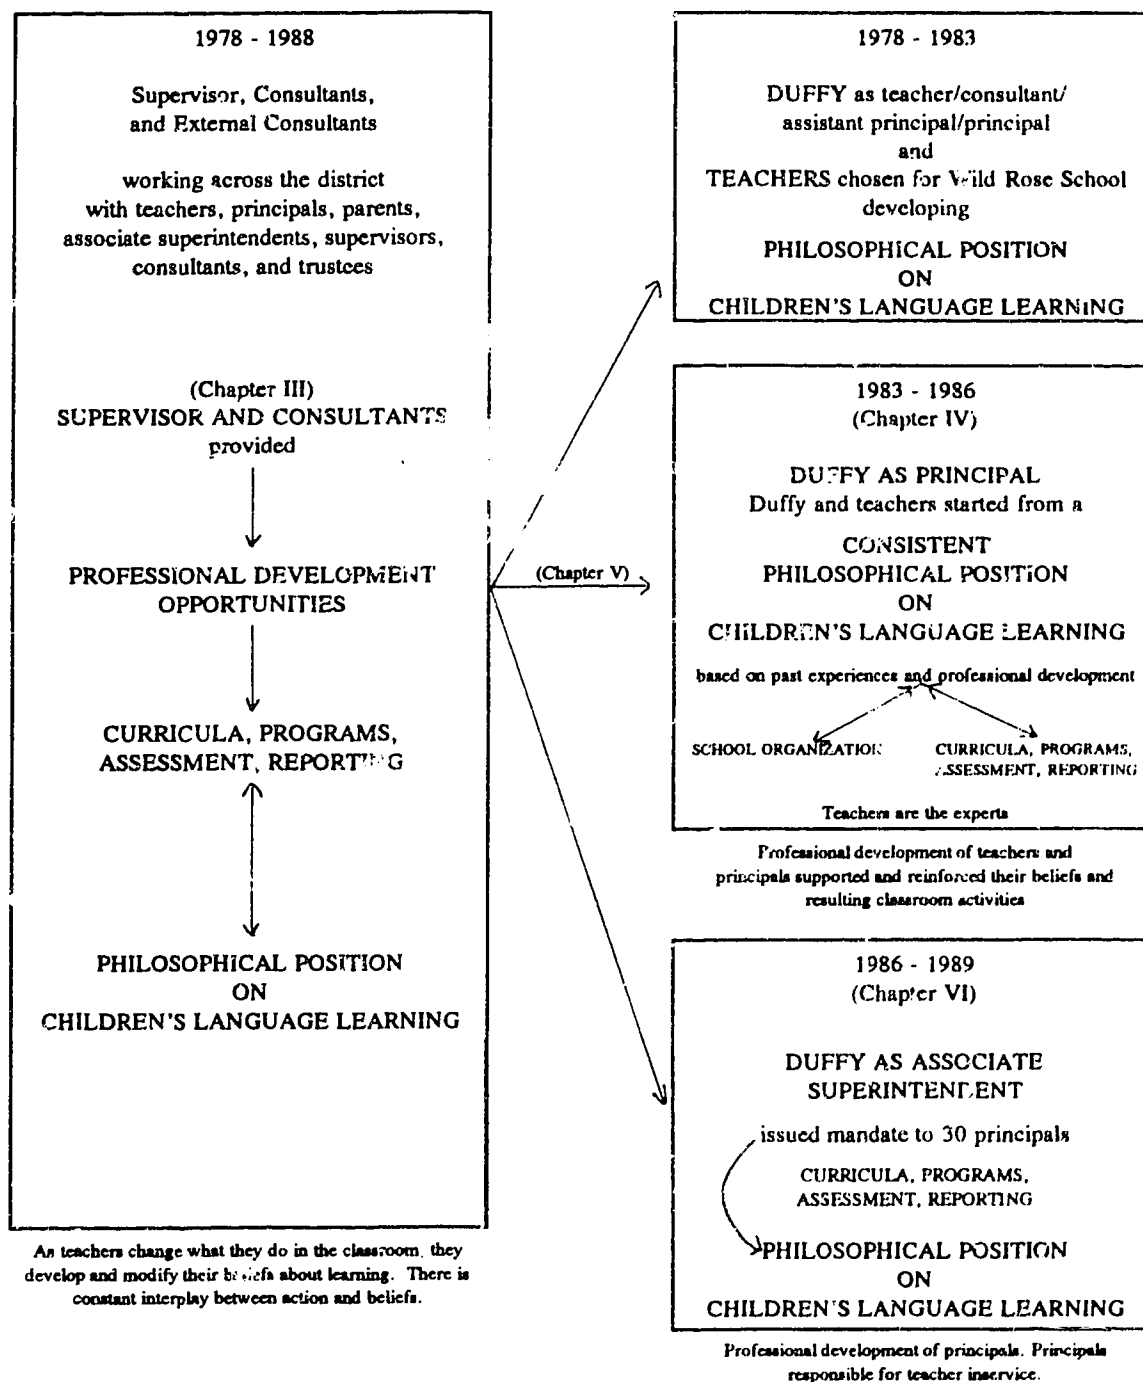 1978 - 1988
Supervisor, Consultants,
and External Consultants
working across the district
with teachers, principals, parents,
associate superintendents, supervisors,
consultants, and trustees
(Chapter III)
SUPERVISOR AND CONSULTANTS
provided
PROFESSIONAL DEVELOPMENT
OPPORTUNITIES
CURRICULA, PROGRAMS,
ASSESSMENT, REPORTING
PHILOSOPHICAL POSITION
ON
CHILDREN'S LANGUAGE LEARNING
As teachers change what they do in the classroom, they
develop and modify their beliefs about learning. There is
constant interplay between action and beliefs.
(Chapter V)
1978 - 1983
DUFFY as teacher/consultant/
assistant principal/principal
and
TEACHERS chosen for Wild Rose School
developing
PHILOSOPHICAL POSITION
ON
CHILDREN'S LANGUAGE LEARNING
1983 - 1986
(Chapter IV)
DUFFY AS PRINCIPAL
Duffy and teachers started from a
CONSISTENT
PHILOSOPHICAL POSITION
ON
CHILDREN'S LANGUAGE LEARNING
based on past experiences and professional development
SCHOOL ORGANIZATION
CURRICULA, PROGRAMS,
ASSESSMENT, REPORTING
Teachers are the experts
Professional development of teachers and
principals supported and reinforced their beliefs and
resulting classroom activities
1986 - 1989
(Chapter VI)
DUFFY AS ASSOCIATE
SUPERINTENDENT
issued mandate to 30 principals
CURRICULA, PROGRAMS,
ASSESSMENT, REPORTING
PHILOSOPHICAL POSITION
ON
CHILDREN'S LANGUAGE LEARNING
Professional development of principals. Principals
responsible for teacher inservice.